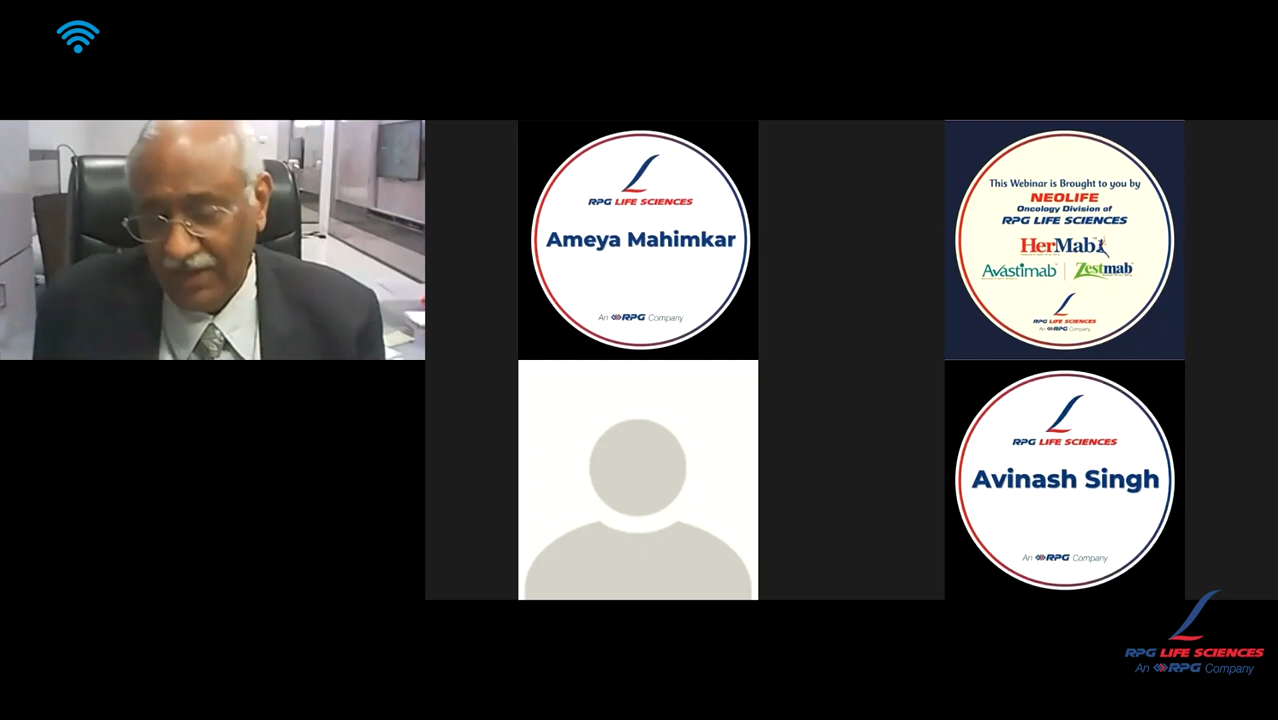 RPG LIFE SCIENCES
Ameya Mahimkar
An RPG Company
This Webinar is Brought to you by
NEOLIFE
Oncology Division of
RPG LIFE SCIENCES
HerMab
Avastimab
Zestmab
RPG LIFE SCIENCES
An RPG Company
RPG LIFE SCIENCES
Avinash Singh
An RPG Company
RPG LIFE SCIENCES
An RPG Company